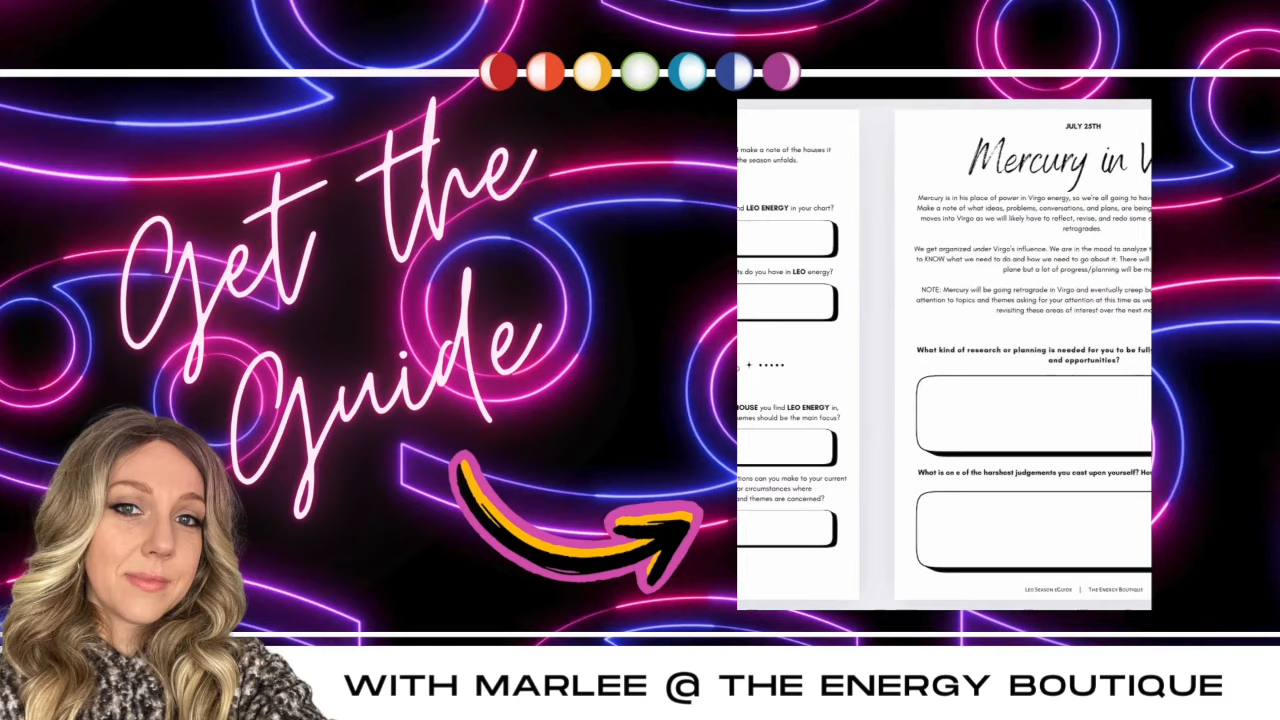 Get the
Guide
make a note of the houses it
the season unfolds.
LEO ENERGY in your chart?
do you have in LEO energy?
you find LEO ENERGY in,
should be the main focus?
can you make to your current
or circumstances where
and themes are concerned?
JULY 25TH
Mercury in
Mercury is in his place of power in Virgo energy, so we're all going to
Make a note of what ideas, problems, conversations, and plans, are being
moves into Virgo as we will likely have to reflect, revise, and redo some
retrogrades.
We get organized under Virgo's influence. We are in the mood to analyze
to KNOW what we need to do and how we need to go about it. There will
plane but a lot of progress/planning will be
NOTE: Mercury will be going retrograde in Virgo and eventually creep
attention to topics and themes asking for your attention at this time as
revisiting these areas of interest over the next
What kind of research or planning is needed for you to be
and opportunities?
What is on e of the harshest judgements you cast upon yourself?
LEO SEASON EGUIDE | THE ENERGY BOUTIQUE
WITH MARLEE @ THE ENERGY BOUTIQUE